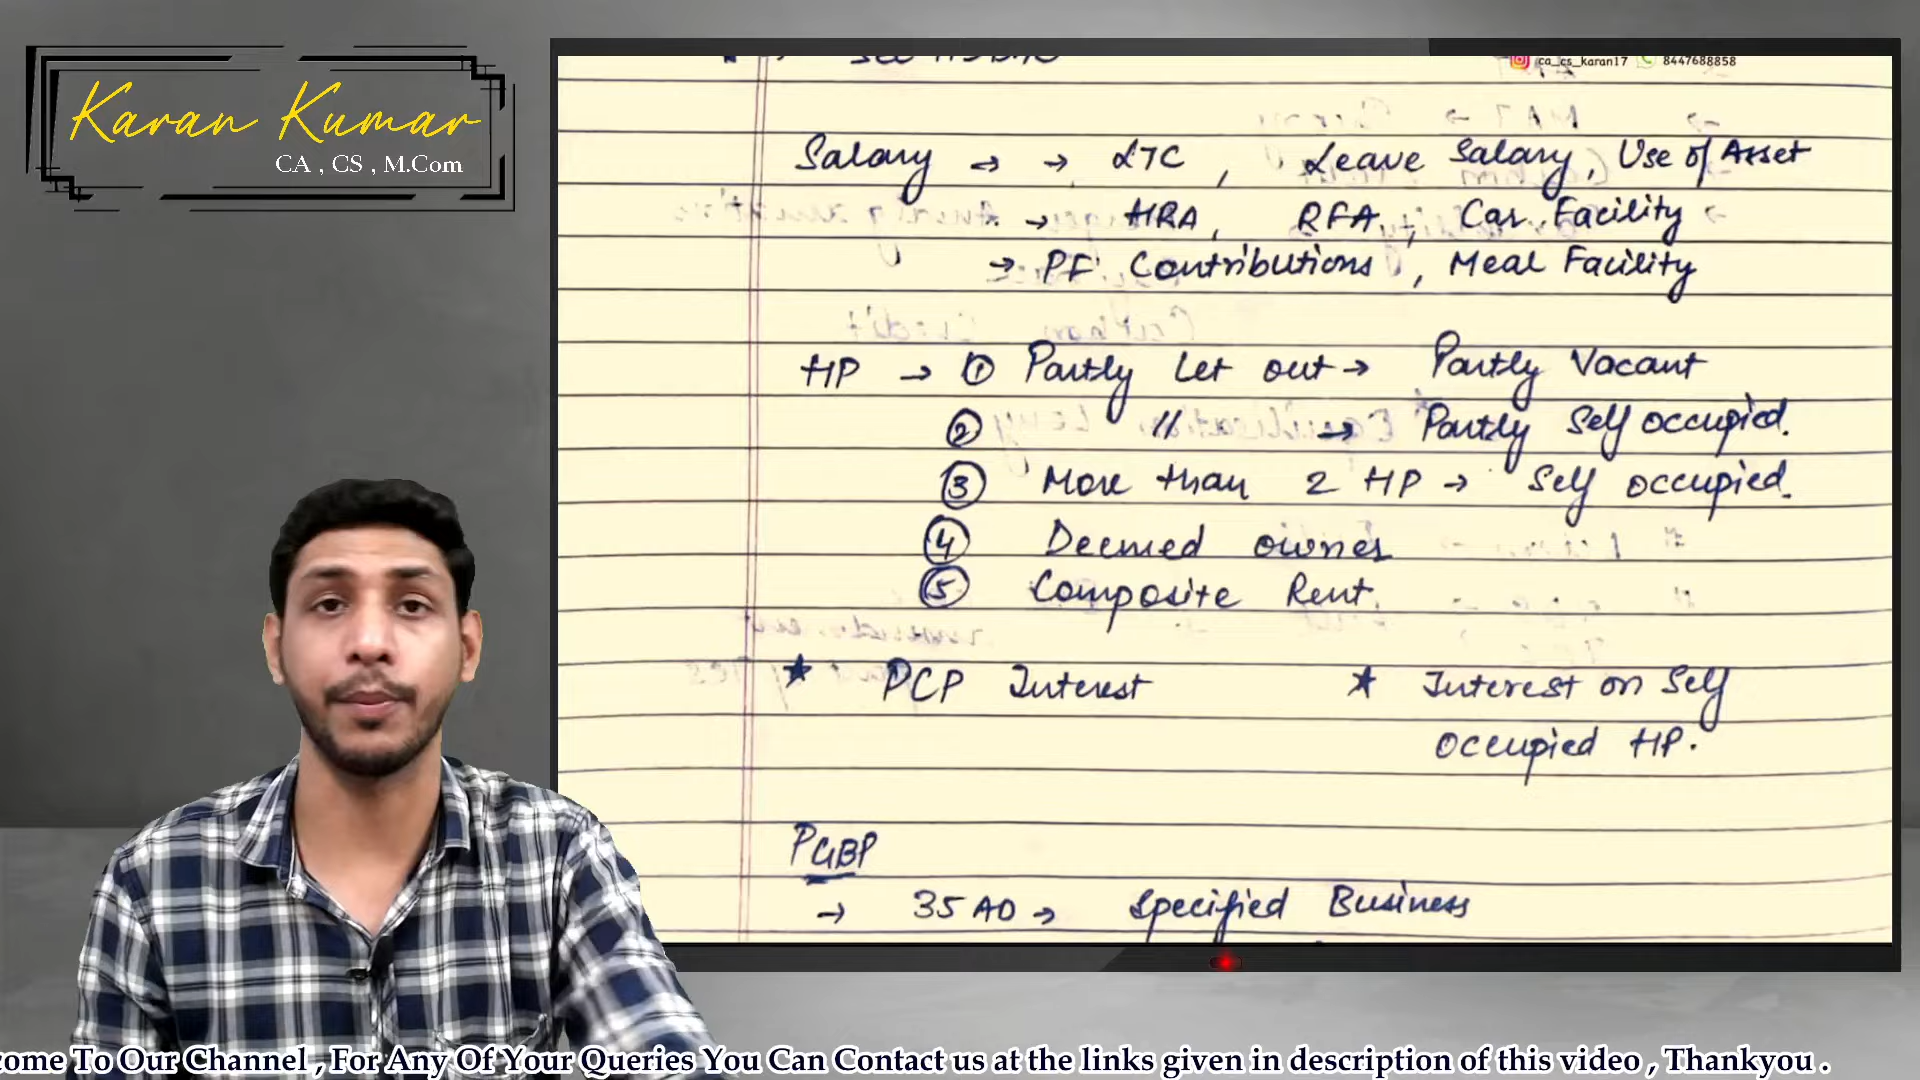 Karan Kumar
CA , CS , M.Com
ca_cs_karan17 8447688858
Salary → → LTC , Leave Salary, Use of Asset
→ HRA, RFA, Car Facility
→ PF Contributions , Meal Facility
HP → ① Partly Let out → Partly Vacant
② " → Partly Self occupied.
③ More than 2 HP → Self occupied.
④ Deemed owner
⑤ Composite Rent.
★ PCP Interest ★ Interest on Self
occupied HP.
PGBP
→ 35 AD → Specified Business
come To Our Channel , For Any Of Your Queries You Can Contact us at the links given in description of this video , Thankyou .